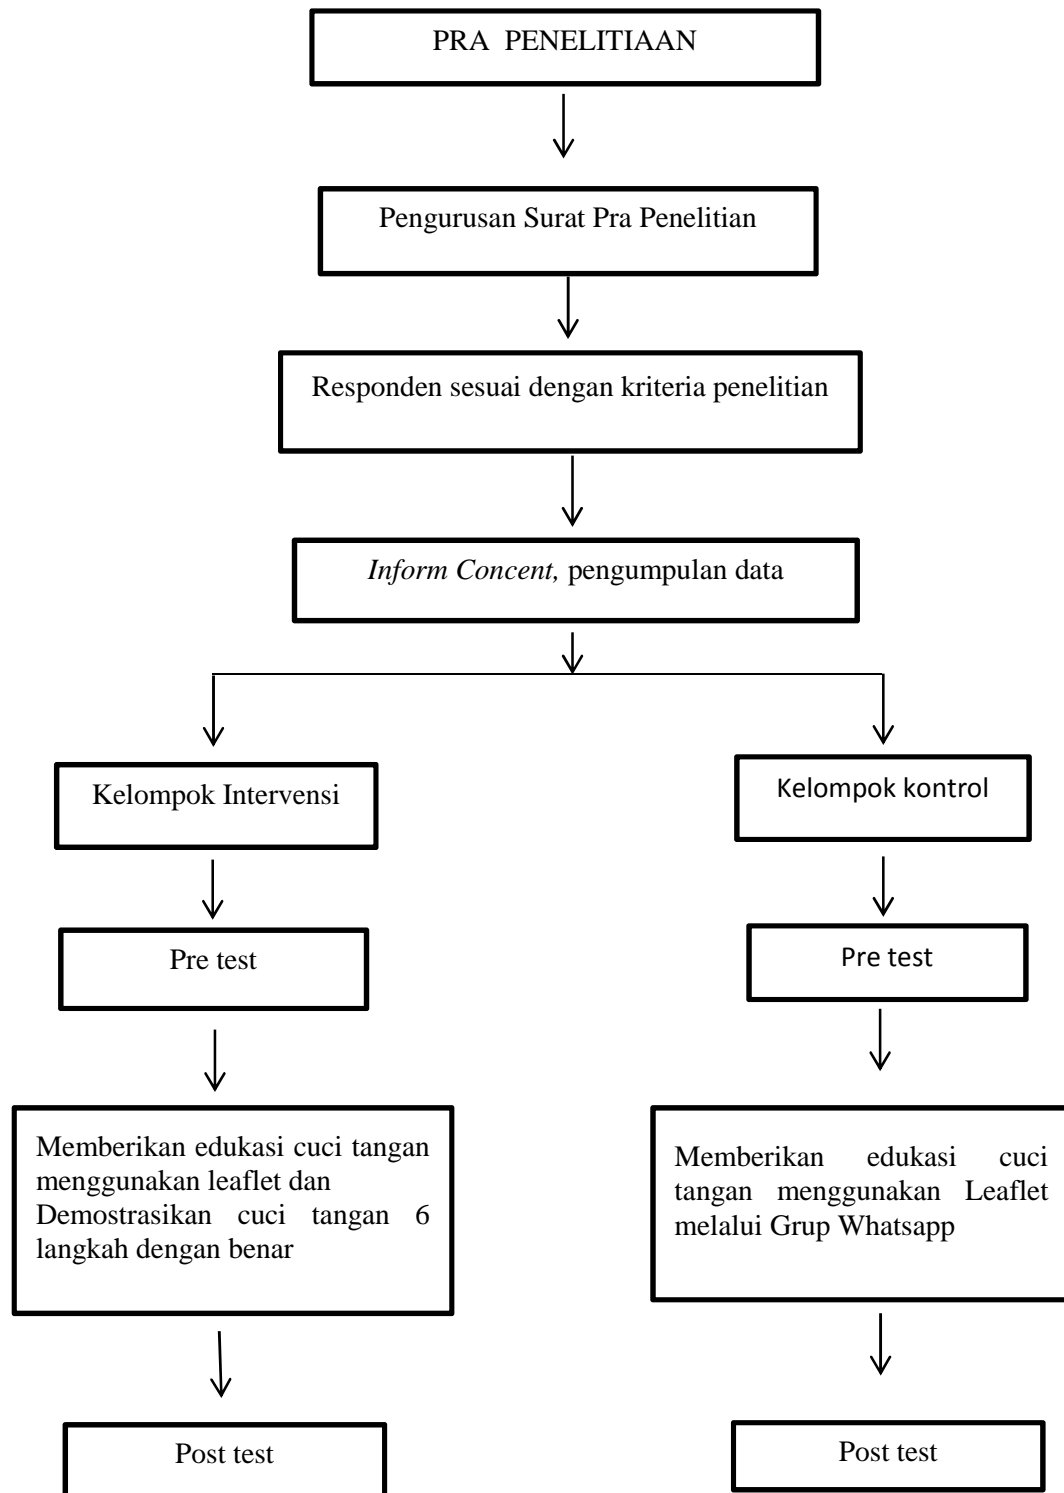 PRA PENELITIAAN
Pengurusan Surat Pra Penelitian
Responden sesuai dengan kriteria penelitian
Inform Concent, pengumpulan data
Kelompok Intervensi
Kelompok kontrol
Pre test
Pre test
Memberikan edukasi cuci tangan
menggunakan leaflet dan
Demostrasikan cuci tangan 6
langkah dengan benar
Memberikan edukasi cuci
tangan menggunakan Leaflet
melalui Grup Whatsapp
Post test
Post test